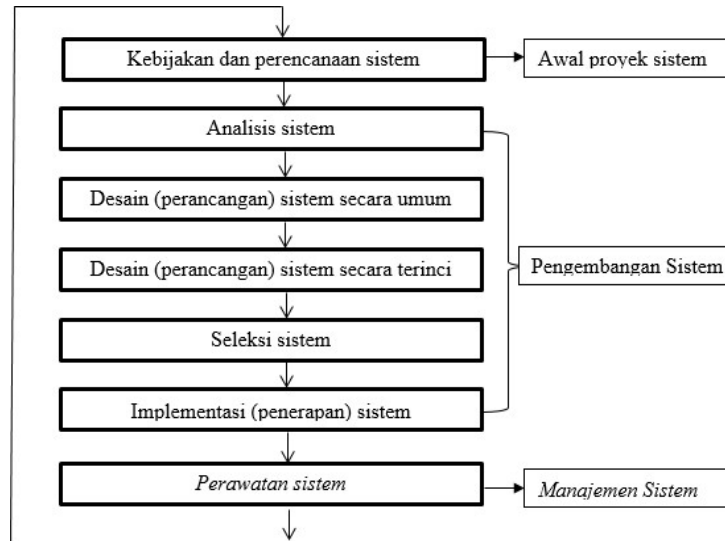 Kebijakan dan perencanaan sistem
Awal proyek sistem
Analisis sistem
Desain (perancangan) sistem secara umum
Desain (perancangan) sistem secara terinci
Pengembangan Sistem
Seleksi sistem
Implementasi (penerapan) sistem
Perawatan sistem
Manajemen Sistem